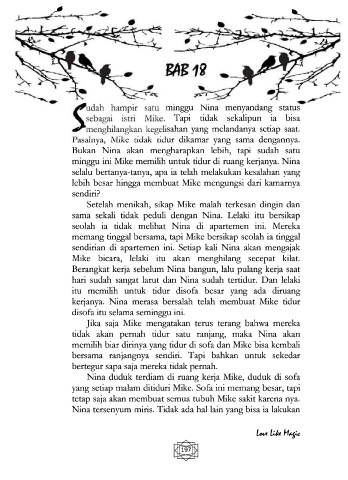 BAB 18
Sudah hampir satu minggu Nina menyandang status
sebagai istri Mike. Tapi tidak sekalipun ia bisa
menghilangkan kegelisahan yang melandanya setiap saat.
Pasalnya, Mike tidak tidur dikamar yang sama dengannya.
Bukan Nina akan mengharapkan lebih, tapi sudah satu
minggu ini Mike memilih untuk tidur di ruang kerjanya. Nina
selalu bertanya-tanya, apa ia telah melakukan kesalahan yang
lebih besar hingga membuat Mike mengungsi dari kamarnya
sendiri?
Setelah menikah, sikap Mike malah terkesan dingin dan
sama sekali tidak peduli dengan Nina. Lelaki itu bersikap
seolah ia tidak melihat Nina di apartemen ini. Mereka
memang tinggal bersama, tapi Mike bersikap seolah ia tinggal
sendirian di apartemen ini. Setiap kali Nina akan mengajak
Mike bicara, lelaki itu akan menghilang secepat kilat.
Berangkat kerja sebelum Nina bangun, lalu pulang kerja saat
hari sudah sangat larut dan Nina sudah tertidur. Dan lelaki
itu memilih untuk tidur disofa besar yang ada diruang
kerjanya. Nina merasa bersalah telah membuat Mike tidur
disofa itu selama seminggu ini.
Jika saja Mike mengatakan terus terang bahwa mereka
tidak akan pernah tidur satu ranjang, maka Nina akan
memilih biar dirinya yang tidur di sofa dan Mike bisa kembali
bersama ranjangnya sendiri. Tapi bahkan untuk sekedar
bertegur sapa saja mereka tidak pernah.
Nina duduk terdiam di ruang kerja Mike, duduk di sofa
yang setiap malam ditiduri Mike. Sofa ini memang besar, tapi
tetap saja akan membuat semua tubuh Mike sakit karena nya.
Nina tersenyum miris. Tidak ada hal lain yang bisa ia lakukan
Love Like Magic
197